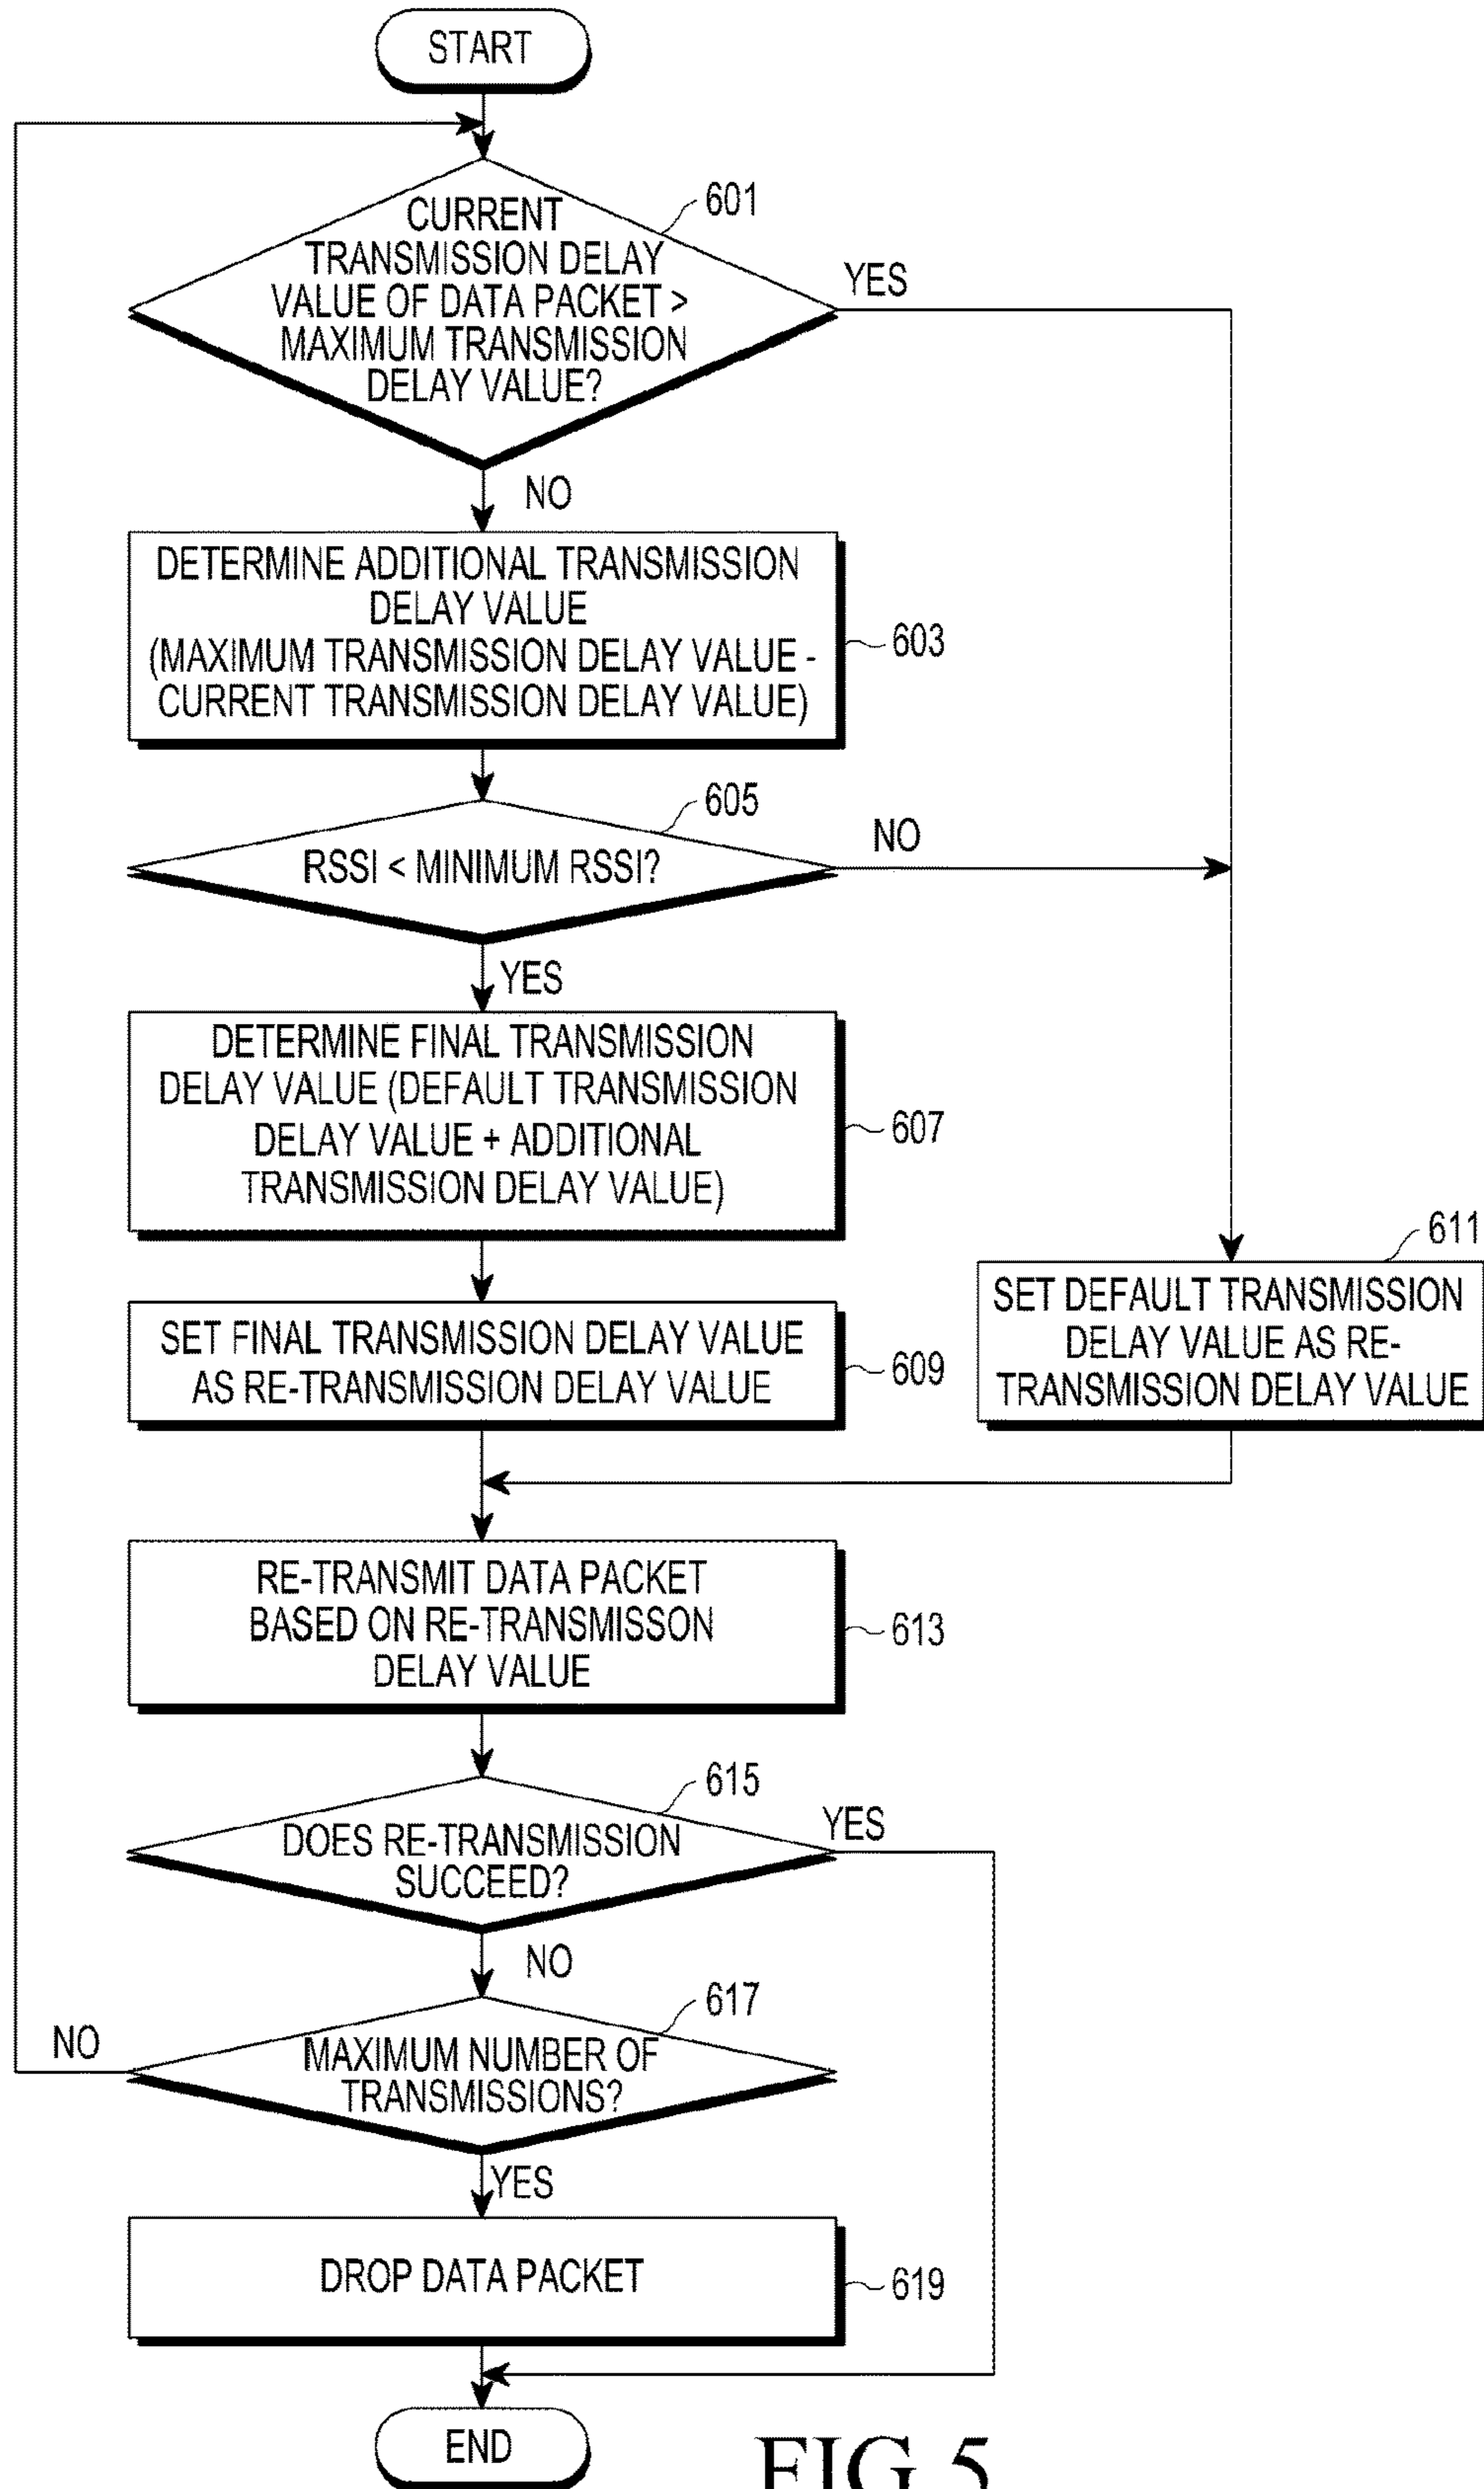 START
CURRENT
TRANSMISSION DELAY
VALUE OF DATA PACKET >
MAXIMUM TRANSMISSION
DELAY VALUE?
601
YES
NO
DETERMINE ADDITIONAL TRANSMISSION
DELAY VALUE
(MAXIMUM TRANSMISSION DELAY VALUE -
CURRENT TRANSMISSION DELAY VALUE)
603
605
RSSI < MINIMUM RSSI?
NO
YES
DETERMINE FINAL TRANSMISSION
DELAY VALUE (DEFAULT TRANSMISSION
DELAY VALUE + ADDITIONAL
TRANSMISSION DELAY VALUE)
607
611
SET DEFAULT TRANSMISSION
DELAY VALUE AS RE-
TRANSMISSION DELAY VALUE
SET FINAL TRANSMISSION DELAY VALUE
AS RE-TRANSMISSION DELAY VALUE
609
RE-TRANSMIT DATA PACKET
BASED ON RE-TRANSMISSON
DELAY VALUE
613
615
DOES RE-TRANSMISSION
SUCCEED?
YES
NO
617
MAXIMUM NUMBER OF
TRANSMISSIONS?
NO
YES
DROP DATA PACKET
619
END
FIG.5